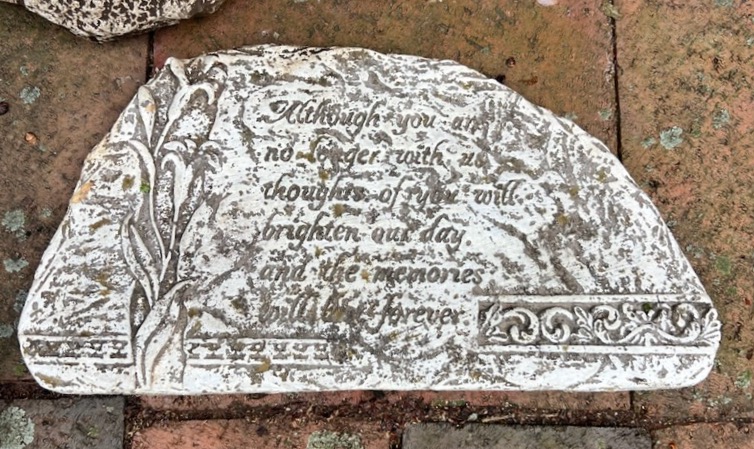 Although you are
no longer with us
thoughts of you will
brighten our day
and the memories
will last forever